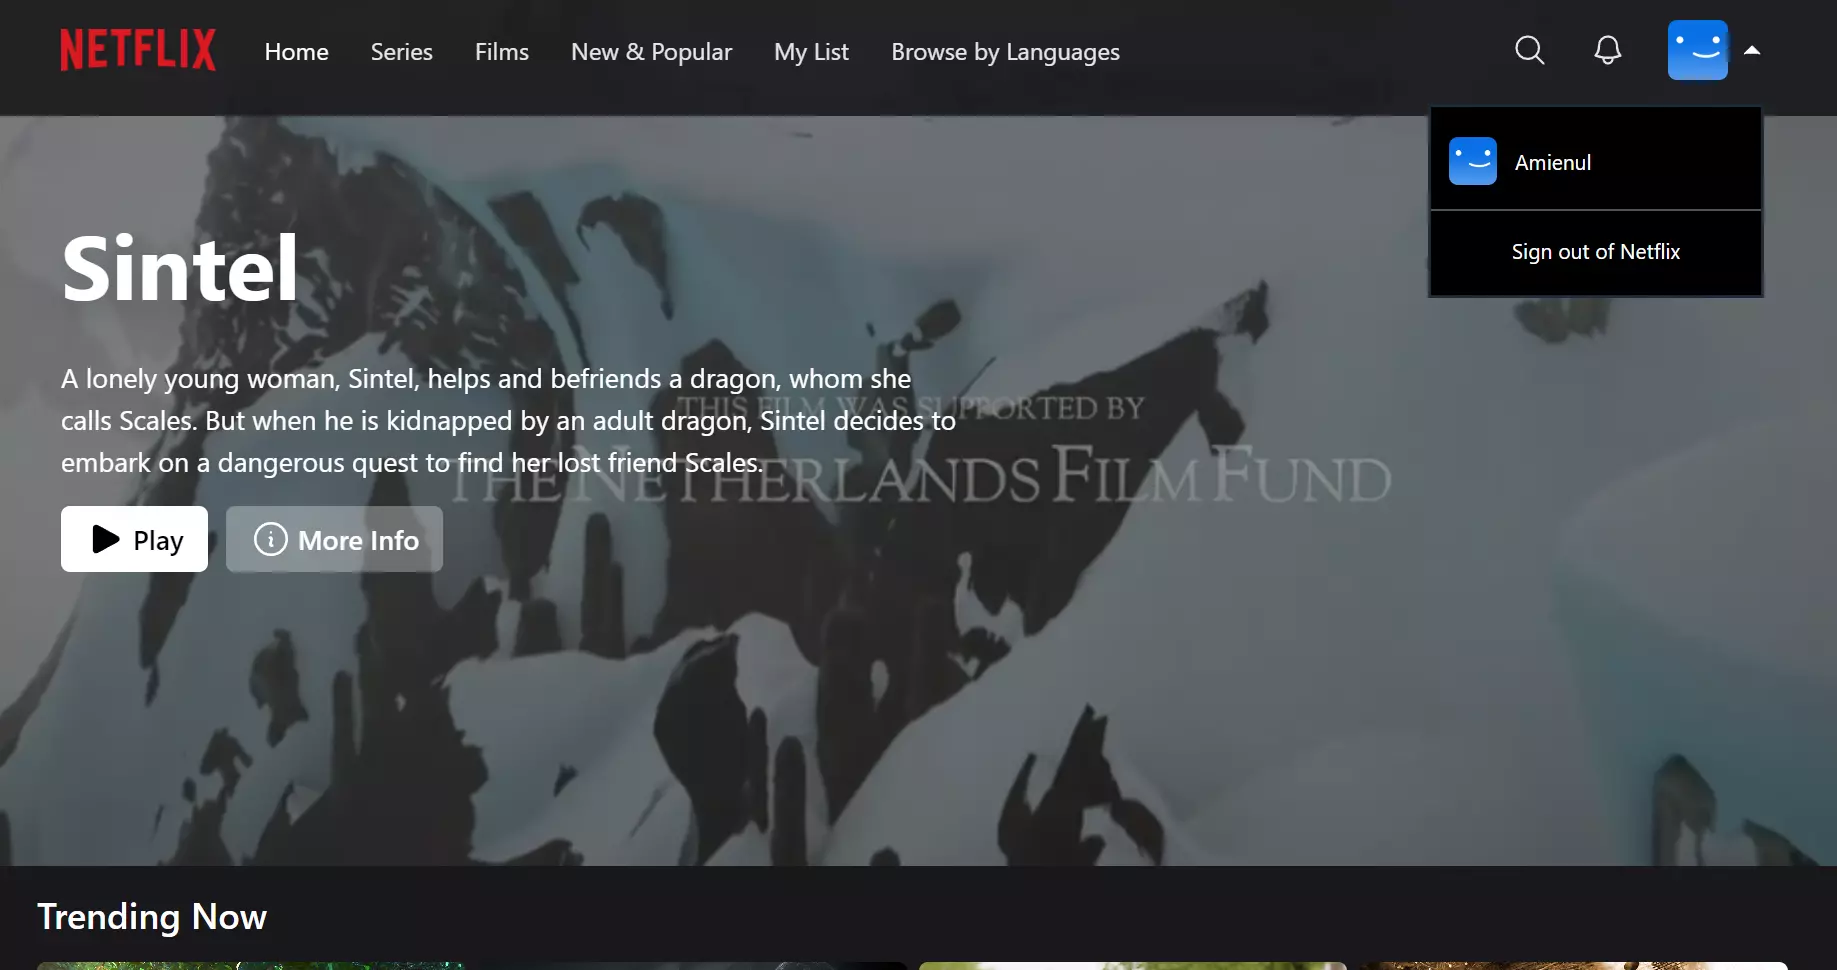 NETFLIX
Home
Series
Films
New & Popular
My List
Browse by Languages
Amienul
Sign out of Netflix
Sintel
A lonely young woman, Sintel, helps and befriends a dragon, whom she
calls Scales. But when he is kidnapped by an adult dragon, Sintel decides to
embark on a dangerous quest to find her lost friend Scales.
THIS FILM WAS SUPPORTED BY
THE NETHERLANDS FILM FUND
Play
More Info
Trending Now